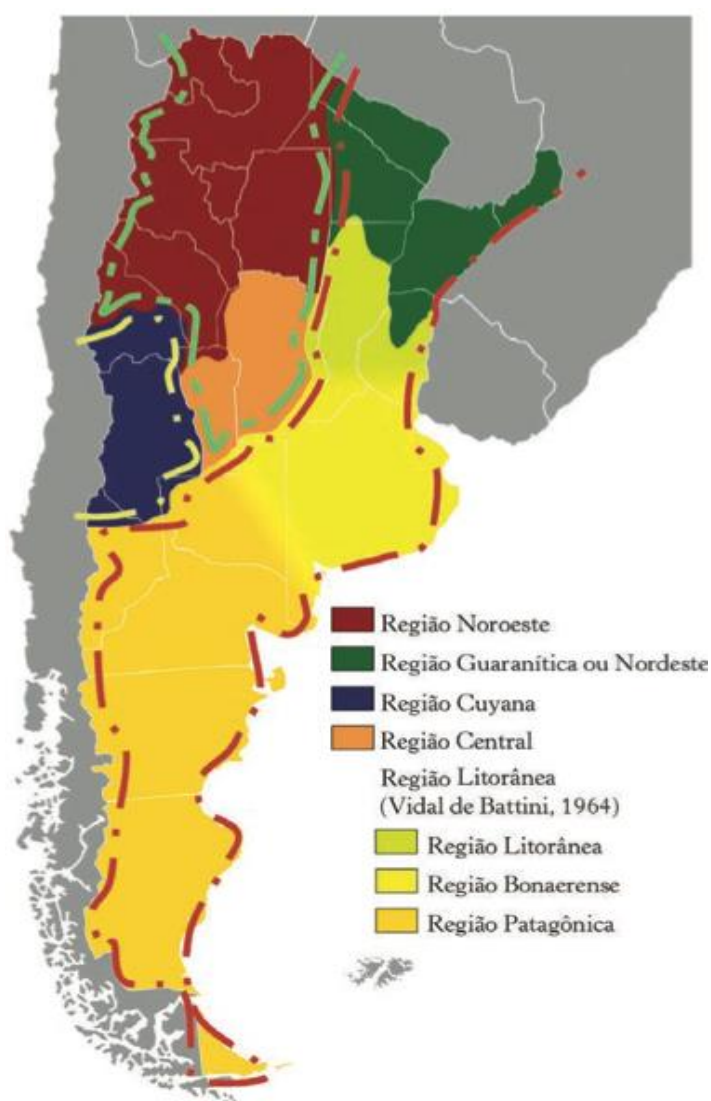 Região Noroeste
Região Guaranítica ou Nordeste
Região Cuyana
Região Central
Região Litorânea
(Vidal de Battini, 1964)
Região Litorânea
Região Bonaerense
Região Patagônica